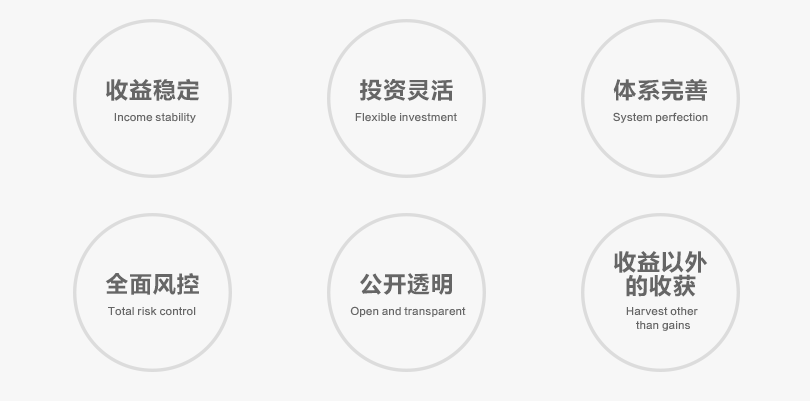 收益稳定
Income stability
投资灵活
Flexible investment
体系完善
System perfection
全面风控
Total risk control
公开透明
Open and transparent
收益以外
的收获
Harvest other
than gains